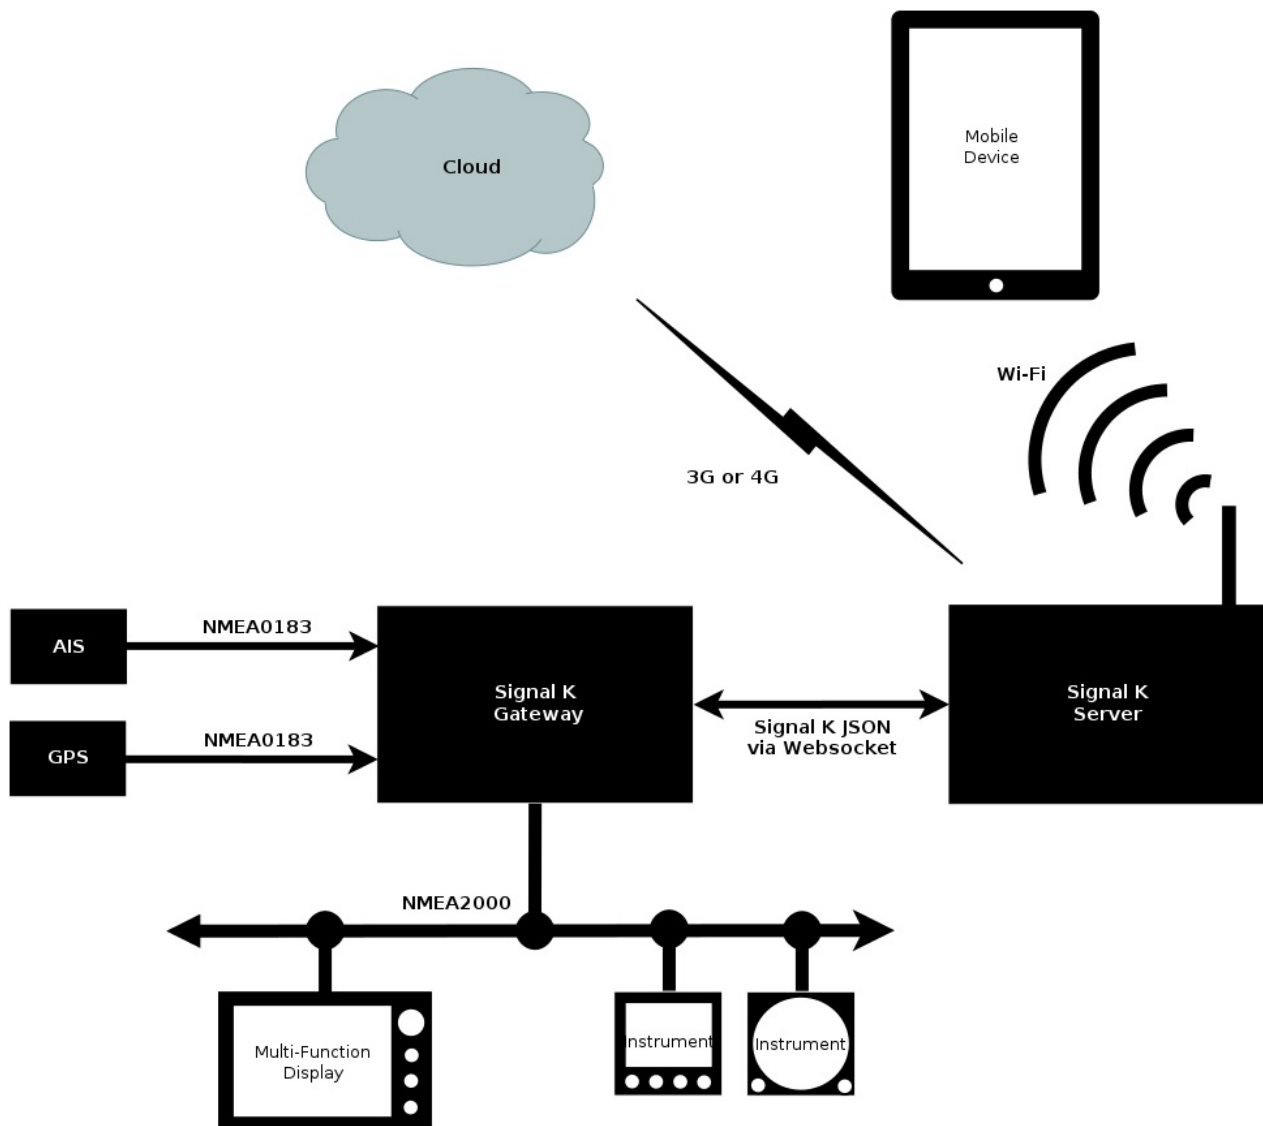 Cloud
Mobile
Device
Wi-Fi
3G or 4G
AIS
NMEA0183
Signal K
Gateway
Signal K JSON
via Websocket
Signal K
Server
GPS
NMEA0183
NMEA2000
Multi-Function
Display
Instrument
Instrument